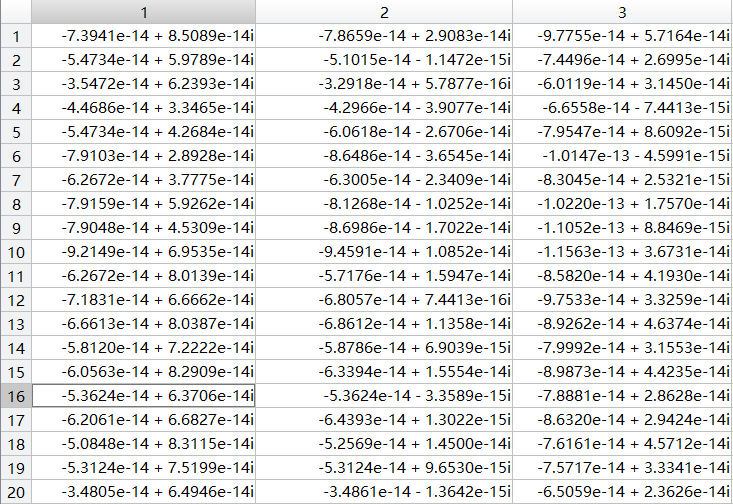 1 2 3
1 -7.3941e-14 + 8.5089e-14i -7.8659e-14 + 2.9083e-14i -9.7755e-14 + 5.7164e-14i
2 -5.4734e-14 + 5.9789e-14i -5.1015e-14 - 1.1472e-15i -7.4496e-14 + 2.6995e-14i
3 -3.5472e-14 + 6.2393e-14i -3.2918e-14 + 5.7877e-16i -6.0119e-14 + 3.1450e-14i
4 -4.4686e-14 + 3.3465e-14i -4.2966e-14 - 3.9077e-14i -6.6558e-14 - 7.4413e-15i
5 -5.4734e-14 + 4.2684e-14i -6.0618e-14 - 2.6706e-14i -7.9547e-14 + 8.6092e-15i
6 -7.9103e-14 + 2.8928e-14i -8.6486e-14 - 3.6545e-14i -1.0147e-13 - 4.5991e-15i
7 -6.2672e-14 + 3.7775e-14i -6.3005e-14 - 2.3409e-14i -8.3045e-14 + 2.5321e-15i
8 -7.9159e-14 + 5.9262e-14i -8.1268e-14 - 1.0252e-14i -1.0220e-13 + 1.7570e-14i
9 -7.9048e-14 + 4.5309e-14i -8.6986e-14 - 1.7022e-14i -1.1052e-13 + 8.8469e-15i
10 -9.2149e-14 + 6.9535e-14i -9.4591e-14 + 1.0852e-14i -1.1563e-13 + 3.6731e-14i
11 -6.2672e-14 + 8.0139e-14i -5.7176e-14 + 1.5947e-14i -8.5820e-14 + 4.1930e-14i
12 -7.1831e-14 + 6.6662e-14i -6.8057e-14 + 7.4413e-16i -9.7533e-14 + 3.3259e-14i
13 -6.6613e-14 + 8.0387e-14i -6.8612e-14 + 1.1358e-14i -8.9262e-14 + 4.6374e-14i
14 -5.8120e-14 + 7.2222e-14i -5.8786e-14 + 6.9039e-15i -7.9992e-14 + 3.1553e-14i
15 -6.0563e-14 + 8.2909e-14i -6.3394e-14 + 1.5554e-14i -8.9873e-14 + 4.4235e-14i
16 -5.3624e-14 + 6.3706e-14i -5.3624e-14 - 3.3589e-15i -7.8881e-14 + 2.8628e-14i
17 -6.2061e-14 + 6.6827e-14i -6.4393e-14 + 1.3022e-15i -8.6320e-14 + 2.9424e-14i
18 -5.0848e-14 + 8.3115e-14i -5.2569e-14 + 1.4500e-14i -7.6161e-14 + 4.5712e-14i
19 -5.3124e-14 + 7.5199e-14i -5.3124e-14 + 9.6530e-15i -7.5717e-14 + 3.3341e-14i
20 -3.4805e-14 + 6.4946e-14i -3.4861e-14 - 1.3642e-15i -6.5059e-14 + 2.3626e-14i